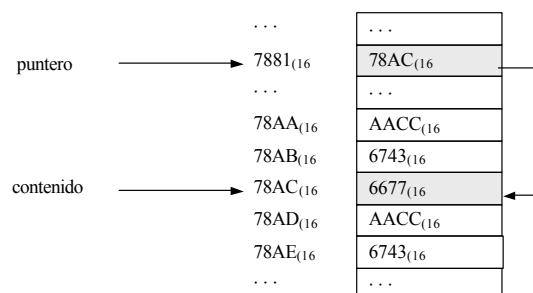 . . . . . .
puntero 7881(16 78AC(16
. . . . . .
78AA(16 AACC(16
78AB(16 6743(16
contenido 78AC(16 6677(16
78AD(16 AACC(16
78AE(16 6743(16
. . . . . .